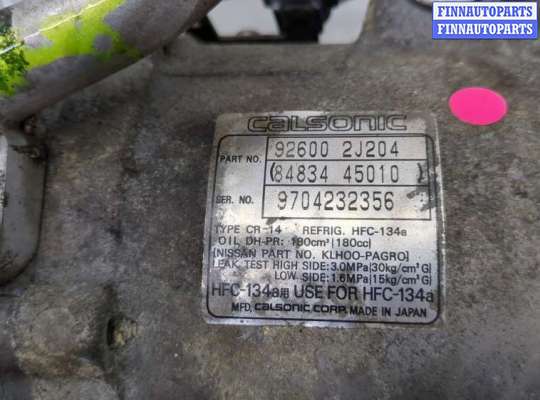 FINNAUTOPARTS
FINNAUTOPARTS
CALSONIC
PART NO. 92600 2J204
(84834 45010)
SER. NO. 9704232356
TYPE CR-14 REFRIG. HFC-134a
OIL DH-PR: 180cm³(180cc)
(NISSAN PART NO. KLH00-PAGR0)
LEAK TEST HIGH SIDE: 3.0MPa(30kg/cm²G)
LOW SIDE: 1.6MPa(15kg/cm²G)
HFC-134a用 USE FOR HFC-134a
MFD. CALSONIC CORP. MADE IN JAPAN